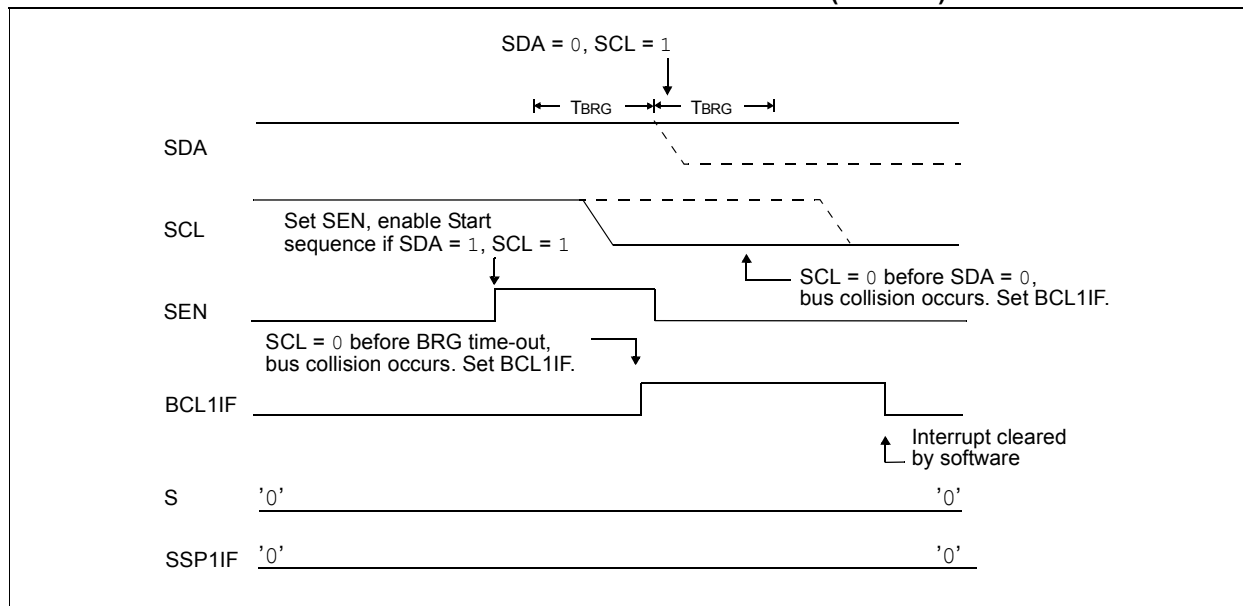 SDA = 0, SCL = 1
TBRG TBRG
SDA
SCL
Set SEN, enable Start
sequence if SDA = 1, SCL = 1
SCL = 0 before SDA = 0,
bus collision occurs. Set BCL1IF.
SEN
SCL = 0 before BRG time-out,
bus collision occurs. Set BCL1IF.
BCL1IF
Interrupt cleared
by software
S '0' '0'
SSP1IF '0' '0'